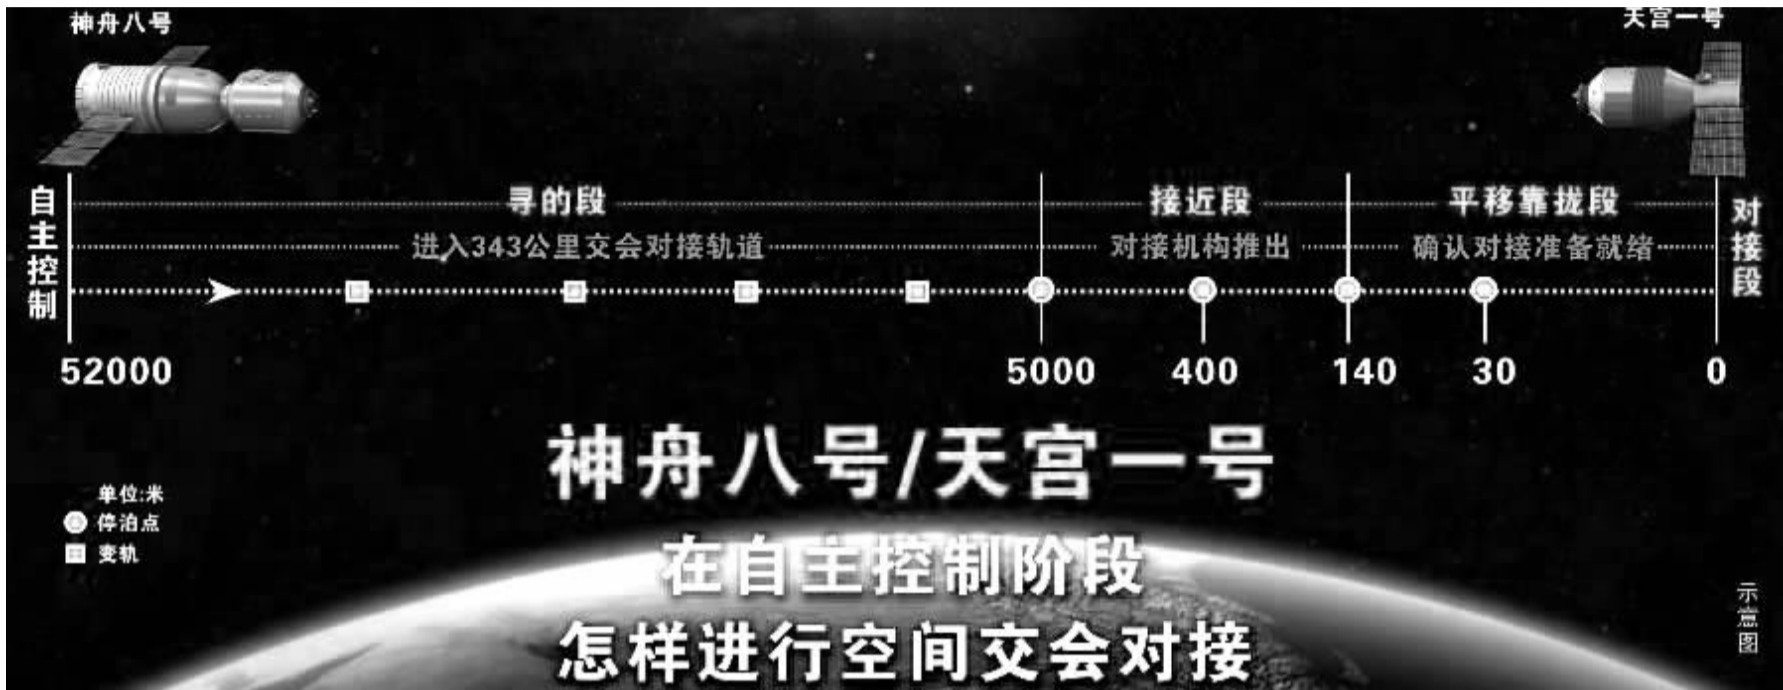 神舟八号
天宫一号
自主控制
寻的段
接近段
平移靠拢段
对接段
进入343公里交会对接轨道
对接机构推出
确认对接准备就绪
52000
5000
400
140
30
0
神舟八号/天宫一号
单位:米
停泊点
变轨
在自主控制阶段
怎样进行空间交会对接
示意图